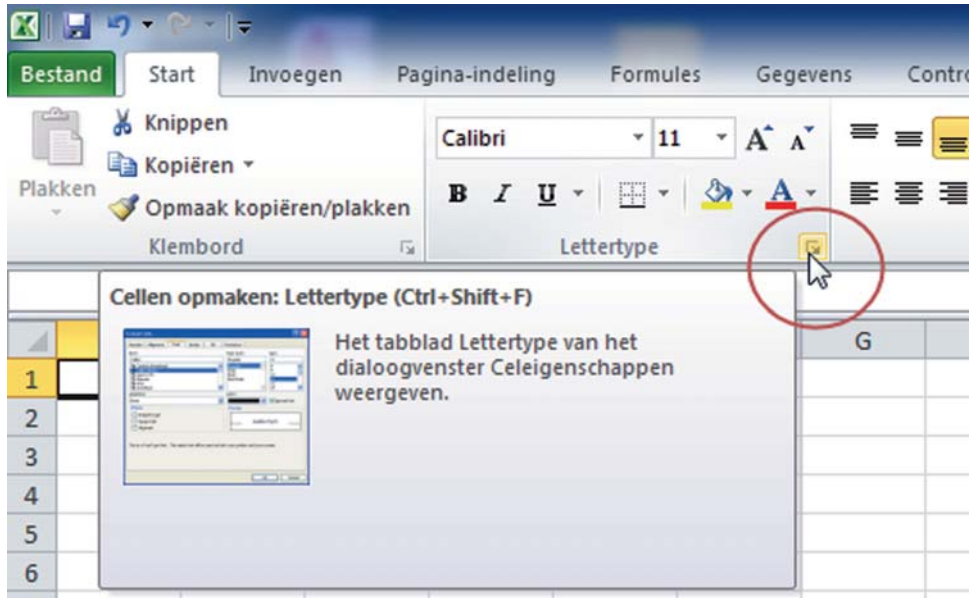 Bestand Start Invoegen Pagina-indeling Formules Gegevens Contro
Plakken
Knippen
Kopiëren
Opmaak kopiëren/plakken
Klembord
Calibri 11 A A
B I U A
Lettertype
Cellen opmaken: Lettertype (Ctrl+Shift+F)
Het tabblad Lettertype van het
dialoogvenster Celeigenschappen
weergeven.
G
1
2
3
4
5
6